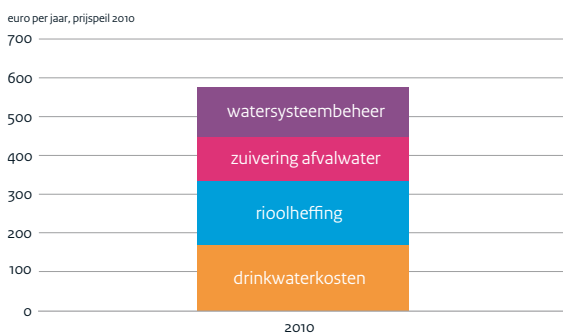 euro per jaar, prijspeil 2010
700
600
500
400
300
200
100
0
watersysteembeheer
zuivering afvalwater
rioolheffing
drinkwaterkosten
2010